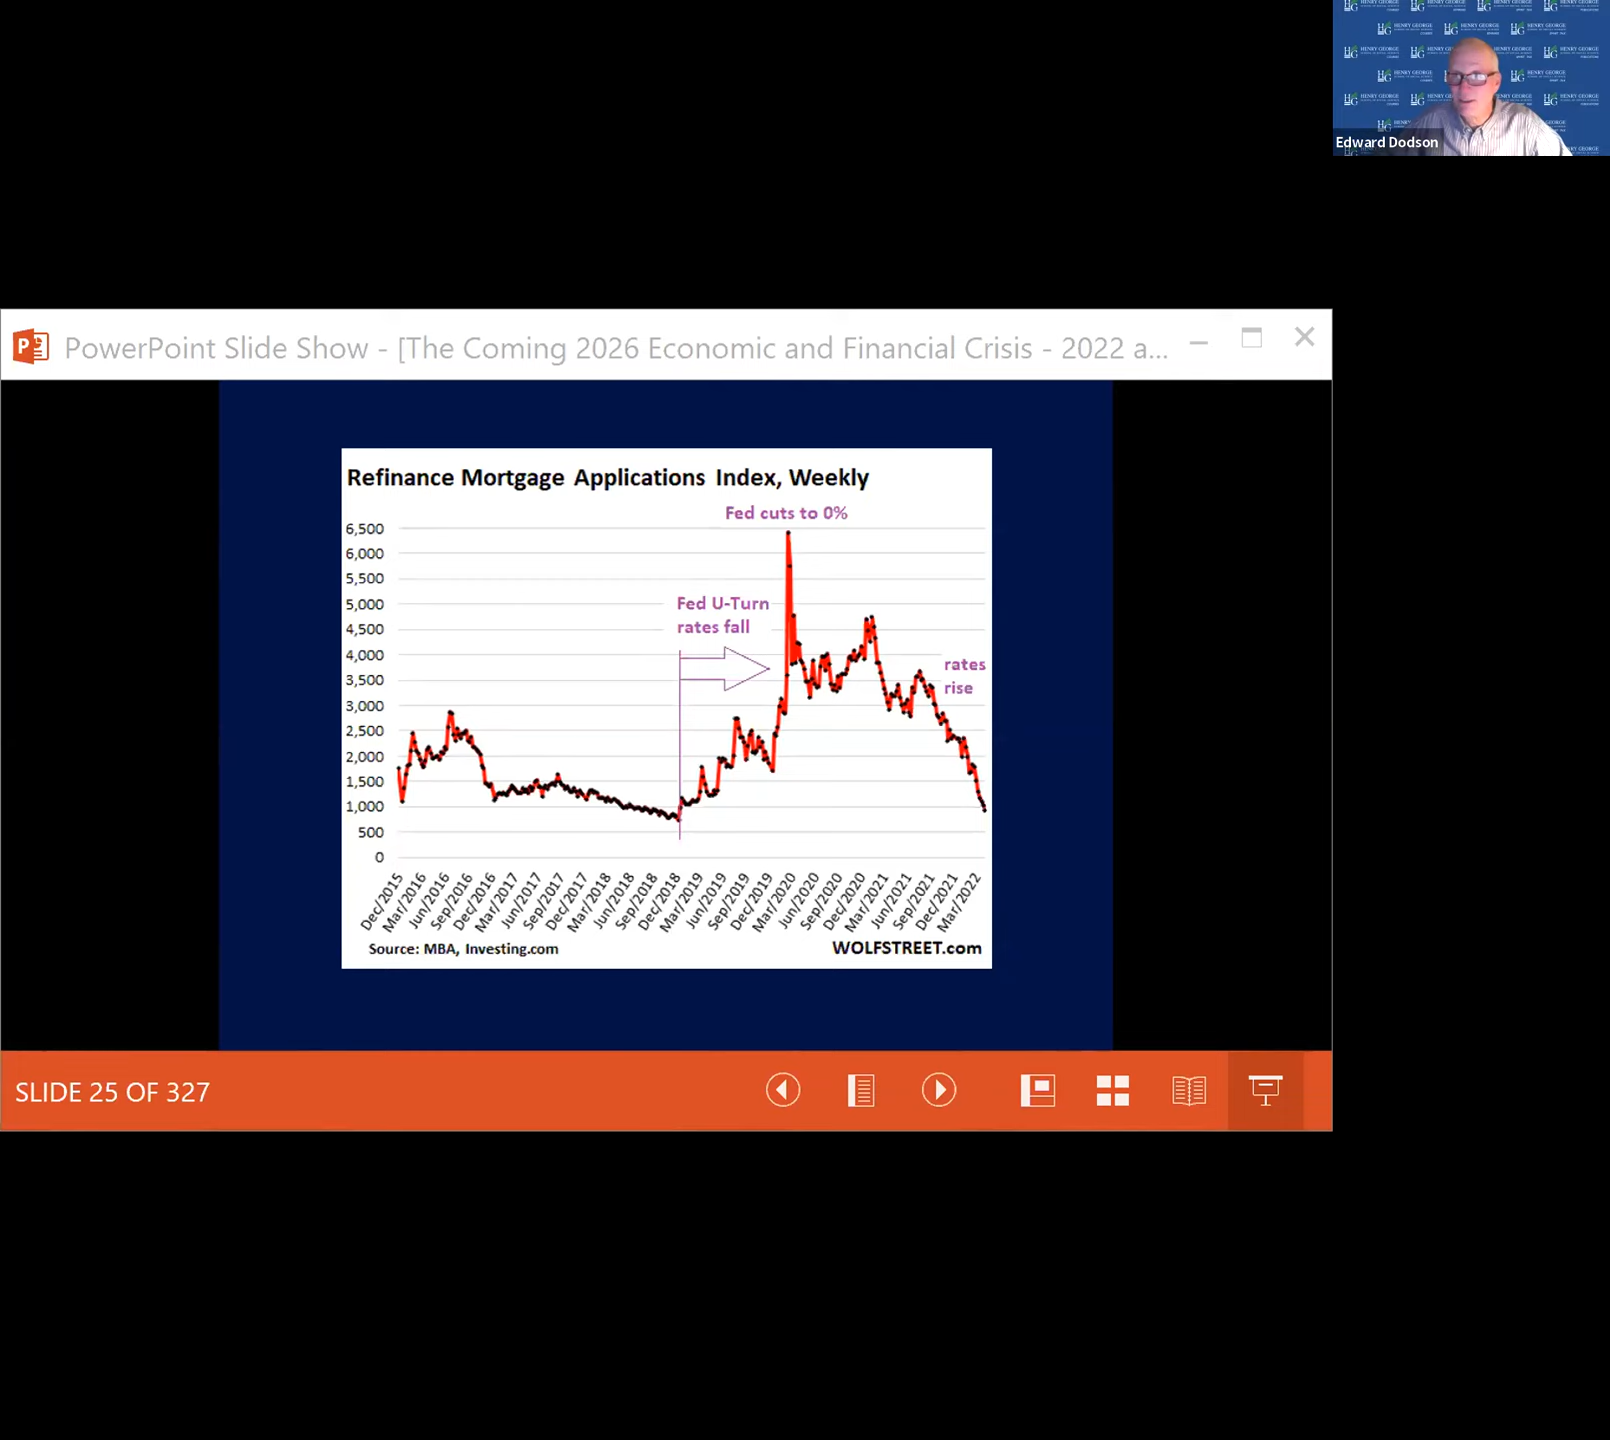 HENRY GEORGE
Edward Dodson
PowerPoint Slide Show - [The Coming 2026 Economic and Financial Crisis - 2022 a...
Refinance Mortgage Applications Index, Weekly
Fed cuts to 0%
6,500
6,000
5,500
5,000
4,500
4,000
3,500
3,000
2,500
2,000
1,500
1,000
500
0
Fed U-Turn
rates fall
rates
rise
Dec/2015
Mar/2016
Jun/2016
Sep/2016
Dec/2016
Mar/2017
Jun/2017
Sep/2017
Dec/2017
Mar/2018
Jun/2018
Sep/2018
Dec/2018
Mar/2019
Jun/2019
Sep/2019
Dec/2019
Mar/2020
Jun/2020
Sep/2020
Dec/2020
Mar/2021
Jun/2021
Sep/2021
Dec/2021
Mar/2022
Source: MBA, Investing.com
WOLFSTREET.com
SLIDE 25 OF 327